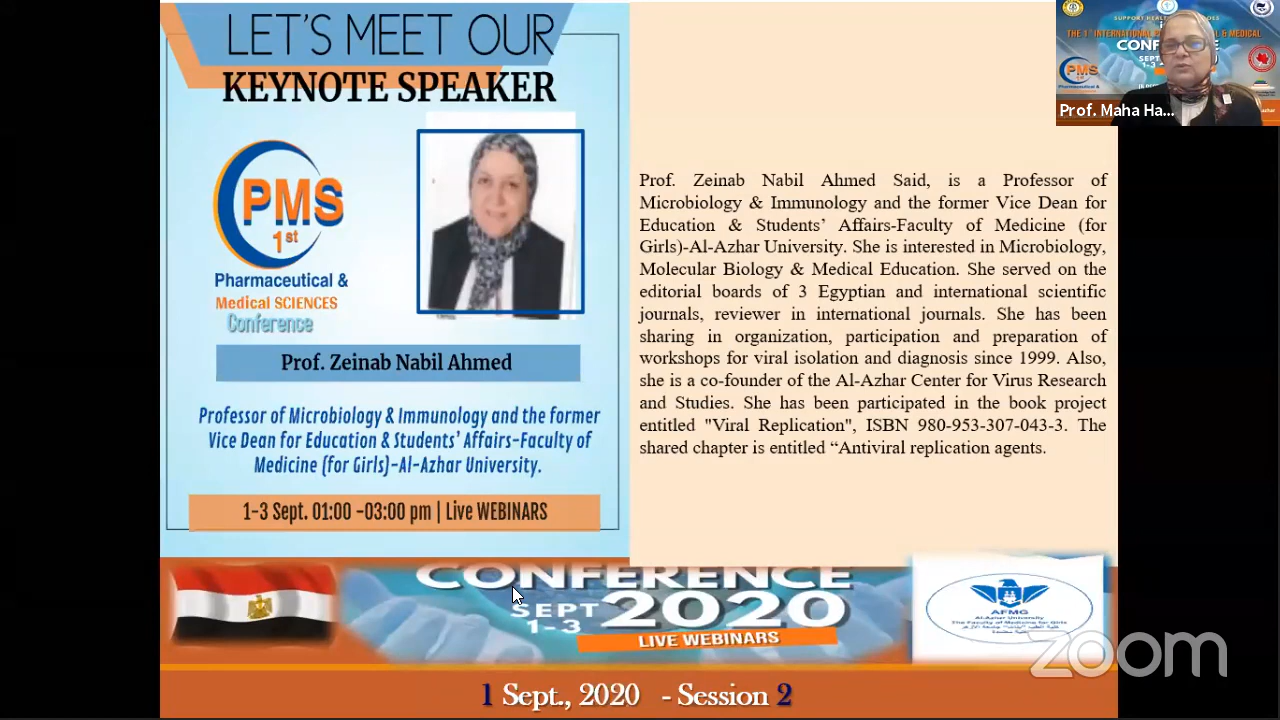 LET'S MEET OUR
KEYNOTE SPEAKER
PMS
1st
Pharmaceutical &
Medical SCIENCES
Conference
Prof. Zeinab Nabil Ahmed
Professor of Microbiology & Immunology and the former
Vice Dean for Education & Students' Affairs-Faculty of
Medicine (for Girls)-Al-Azhar University.
1-3 Sept. 01:00 -03:00 pm | Live WEBINARS
Prof. Zeinab Nabil Ahmed Said, is a Professor of
Microbiology & Immunology and the former Vice Dean for
Education & Students' Affairs-Faculty of Medicine (for
Girls)-Al-Azhar University. She is interested in Microbiology,
Molecular Biology & Medical Education. She served on the
editorial boards of 3 Egyptian and international scientific
journals, reviewer in international journals. She has been
sharing in organization, participation and preparation of
workshops for viral isolation and diagnosis since 1999. Also,
she is a co-founder of the Al-Azhar Center for Virus Research
and Studies. She has been participated in the book project
entitled "Viral Replication", ISBN 980-953-307-043-3. The
shared chapter is entitled “Antiviral replication agents.
THE 1st INTERNATIONAL
PMS
Prof. Maha Ha...
CONFERENCE
SEPT 2020
1-3
LIVE WEBINARS
AFMG
Al-Azhar University
The Faculty of Medicine for Girls
zoom
1 Sept., 2020 - Session 2